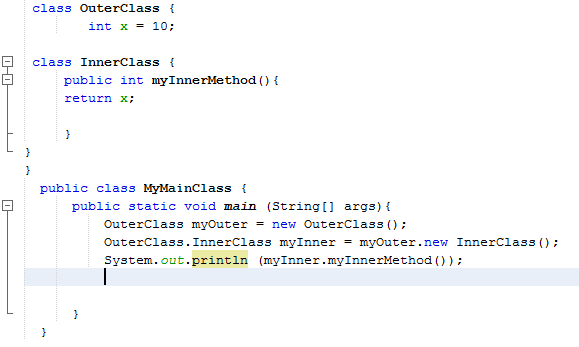 class OuterClass {
int x = 10;
class InnerClass {
public int myInnerMethod(){
return x;
}
}
}
public class MyMainClass {
public static void main (String[] args){
OuterClass myOuter = new OuterClass();
OuterClass.InnerClass myInner = myOuter.new InnerClass();
System.out.println (myInner.myInnerMethod());
}
}